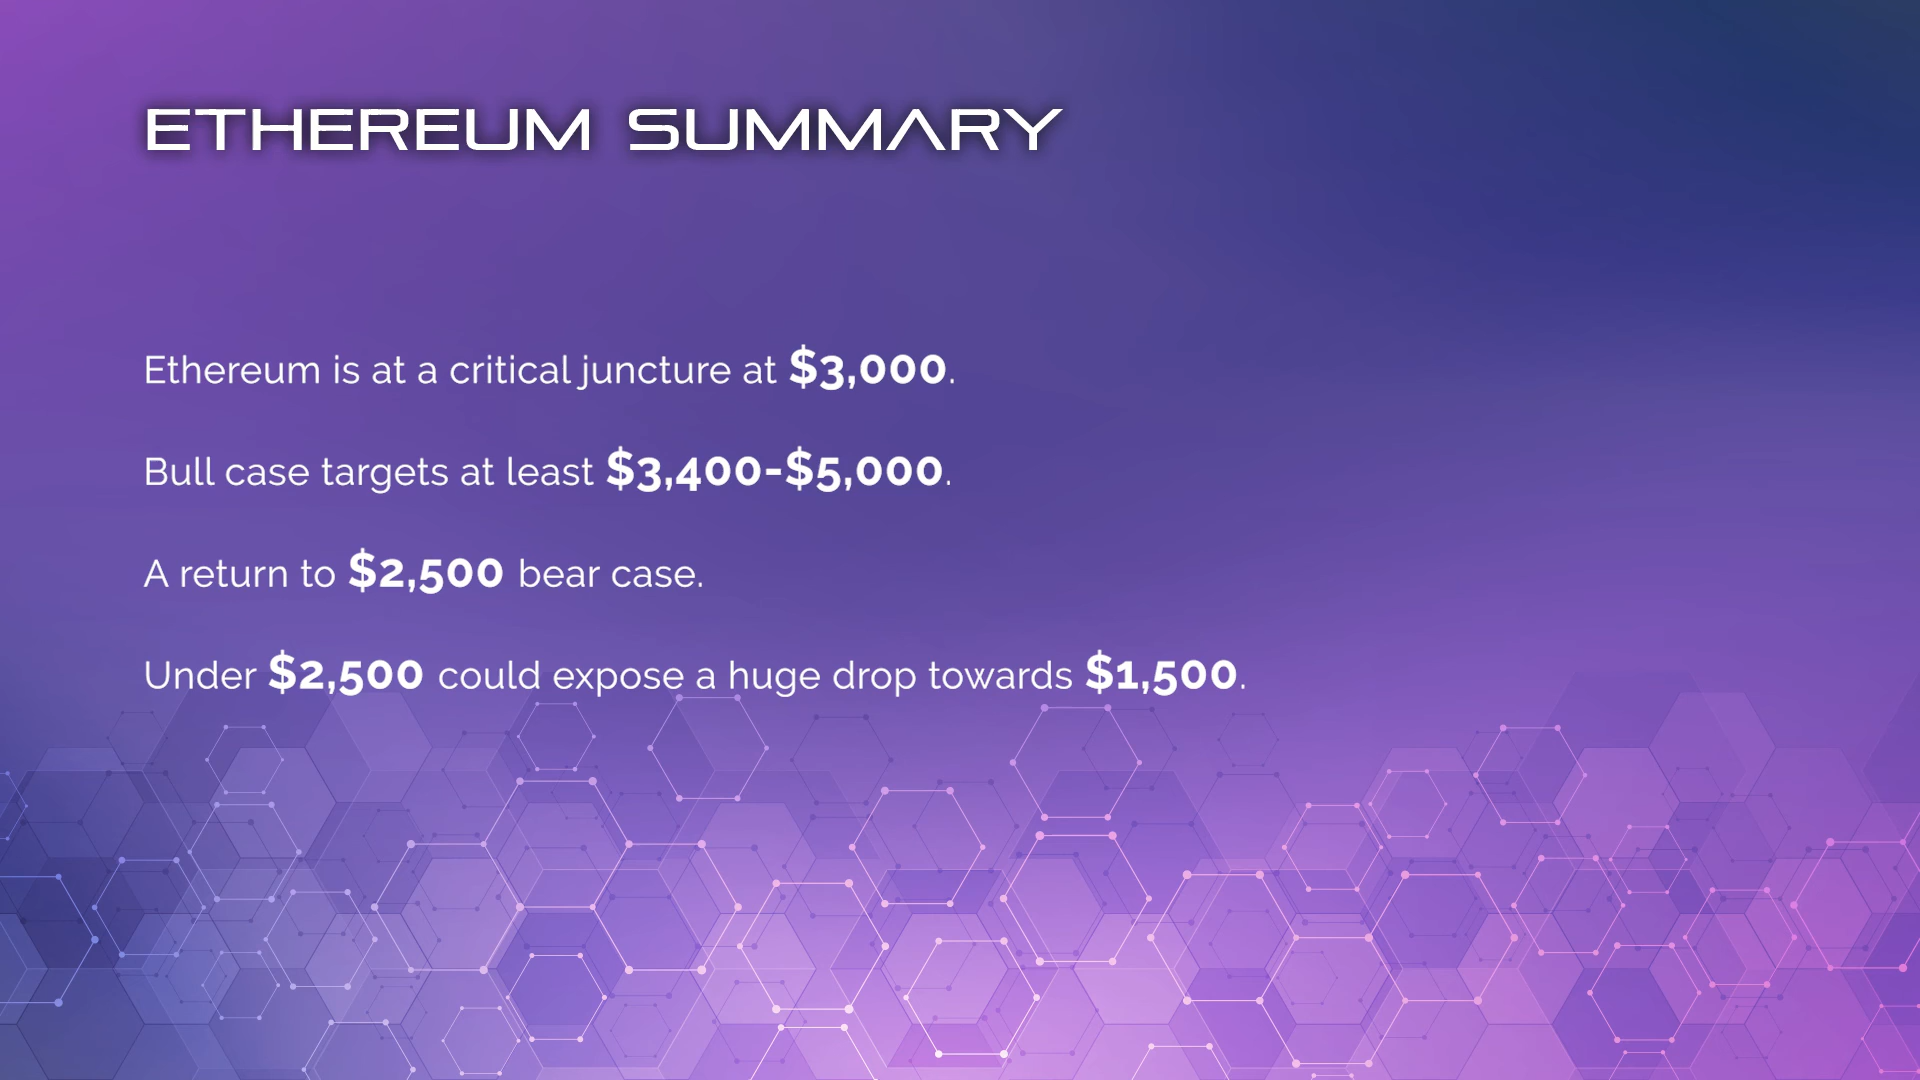 ETHEREUM SUMMARY
Ethereum is at a critical juncture at $3,000.
Bull case targets at least $3,400-$5,000.
A return to $2,500 bear case.
Under $2,500 could expose a huge drop towards $1,500.